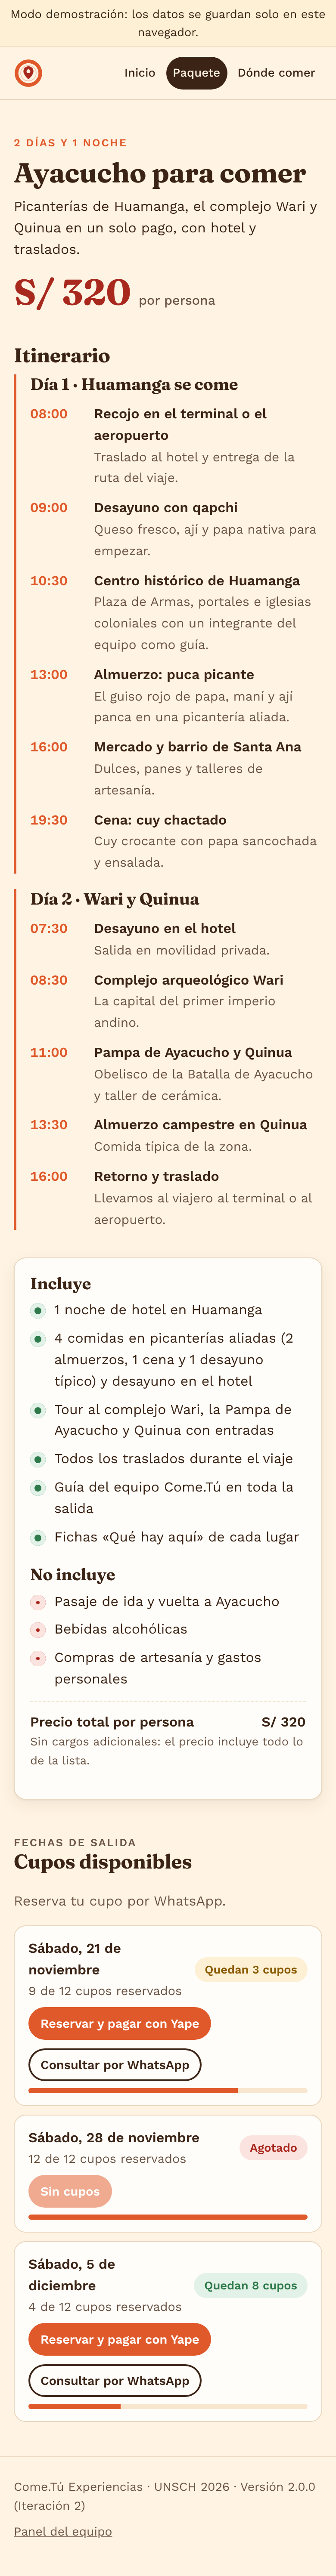 Modo demostración: los datos se guardan solo en este
navegador.
Inicio
Paquete
Dónde comer
2 DÍAS Y 1 NOCHE
Ayacucho para comer
Picanterías de Huamanga, el complejo Wari y
Quinua en un solo pago, con hotel y
traslados.
S/ 320 por persona
Itinerario
Día 1 · Huamanga se come
08:00 Recojo en el terminal o el
aeropuerto
Traslado al hotel y entrega de la
ruta del viaje.
09:00 Desayuno con qapchi
Queso fresco, ají y papa nativa para
empezar.
10:30 Centro histórico de Huamanga
Plaza de Armas, portales e iglesias
coloniales con un integrante del
equipo como guía.
13:00 Almuerzo: puca picante
El guiso rojo de papa, maní y ají
panca en una picantería aliada.
16:00 Mercado y barrio de Santa Ana
Dulces, panes y talleres de
artesanía.
19:30 Cena: cuy chactado
Cuy crocante con papa sancochada
y ensalada.
Día 2 · Wari y Quinua
07:30 Desayuno en el hotel
Salida en movilidad privada.
08:30 Complejo arqueológico Wari
La capital del primer imperio
andino.
11:00 Pampa de Ayacucho y Quinua
Obelisco de la Batalla de Ayacucho
y taller de cerámica.
13:30 Almuerzo campestre en Quinua
Comida típica de la zona.
16:00 Retorno y traslado
Llevamos al viajero al terminal o al
aeropuerto.
Incluye
1 noche de hotel en Huamanga
4 comidas en picanterías aliadas (2
almuerzos, 1 cena y 1 desayuno
típico) y desayuno en el hotel
Tour al complejo Wari, la Pampa de
Ayacucho y Quinua con entradas
Todos los traslados durante el viaje
Guía del equipo Come.Tú en toda la
salida
Fichas «Qué hay aquí» de cada lugar
No incluye
Pasaje de ida y vuelta a Ayacucho
Bebidas alcohólicas
Compras de artesanía y gastos
personales
Precio total por persona S/ 320
Sin cargos adicionales: el precio incluye todo lo
de la lista.
FECHAS DE SALIDA
Cupos disponibles
Reserva tu cupo por WhatsApp.
Sábado, 21 de
noviembre
9 de 12 cupos reservados
Quedan 3 cupos
Reservar y pagar con Yape
Consultar por WhatsApp
Sábado, 28 de noviembre
12 de 12 cupos reservados
Agotado
Sin cupos
Sábado, 5 de
diciembre
4 de 12 cupos reservados
Quedan 8 cupos
Reservar y pagar con Yape
Consultar por WhatsApp
Come.Tú Experiencias · UNSCH 2026 · Versión 2.0.0
(Iteración 2)
Panel del equipo